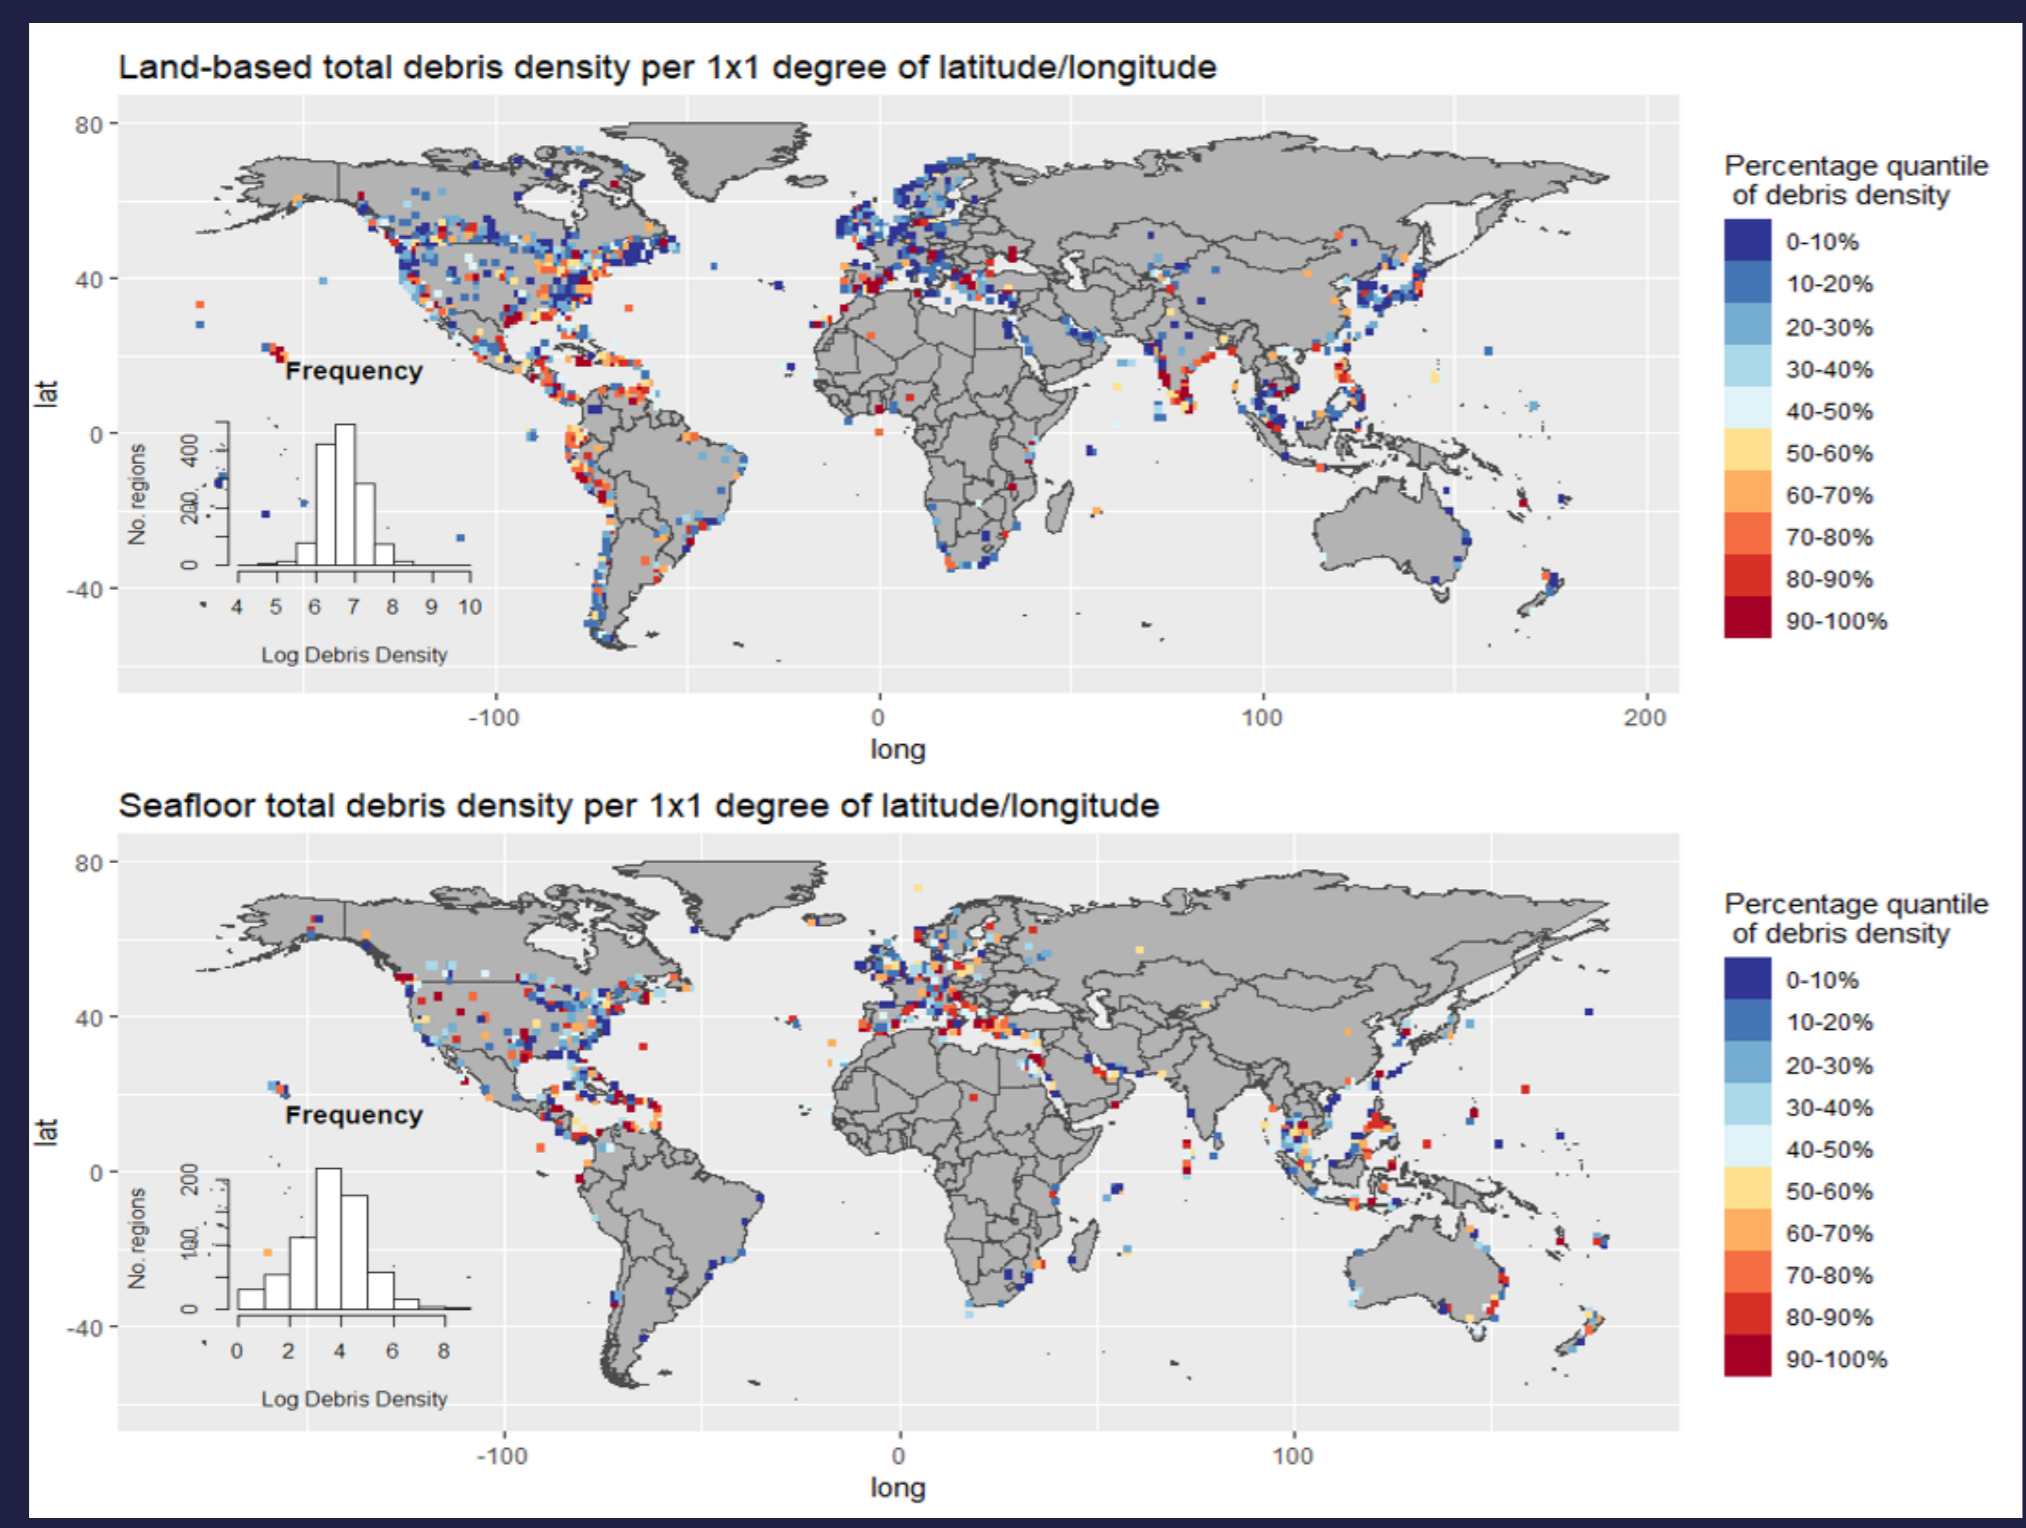 Land-based total debris density per 1x1 degree of latitude/longitude
80
40
0
-40
lat
-100
0
100
200
long
Frequency
No. regions
400
200
0
4 5 6 7 8 9 10
Log Debris Density
Percentage quantile
of debris density
0-10%
10-20%
20-30%
30-40%
40-50%
50-60%
60-70%
70-80%
80-90%
90-100%
Seafloor total debris density per 1x1 degree of latitude/longitude
80
40
0
-40
lat
-100
0
100
long
Frequency
No. regions
200
100
0
0 2 4 6 8
Log Debris Density
Percentage quantile
of debris density
0-10%
10-20%
20-30%
30-40%
40-50%
50-60%
60-70%
70-80%
80-90%
90-100%